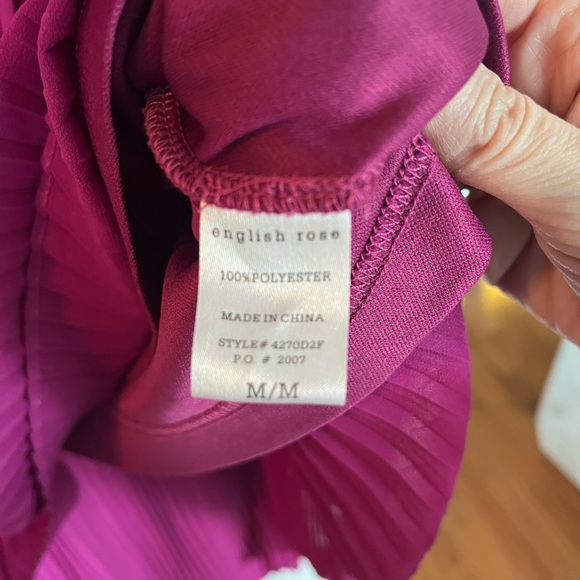 english rose
100%POLYESTER
MADE IN CHINA
STYLE# 4270D2F
P.O. # 2007
M/M